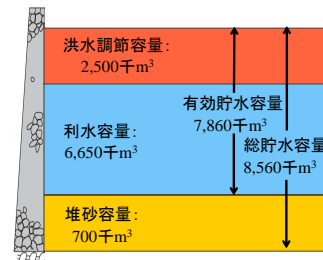 洪水調節容量:
2,500千m³
有効貯水容量
7,860千m³
利水容量:
6,650千m³
総貯水容量
8,560千m³
堆砂容量:
700千m³